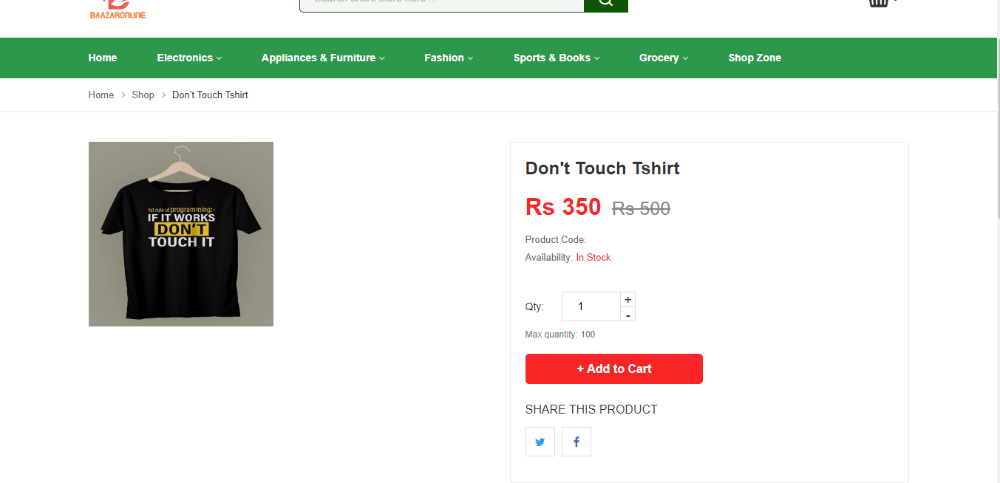 BAAZARONLINE
Search entire store here ...
Home Electronics Appliances & Furniture Fashion Sports & Books Grocery Shop Zone
Home > Shop > Don't Touch Tshirt
1st rule of programming:-
IF IT WORKS
DON'T
TOUCH IT
Don't Touch Tshirt
Rs 350 Rs 500
Product Code:
Availability: In Stock
Qty: 1 + -
Max quantity: 100
+ Add to Cart
SHARE THIS PRODUCT